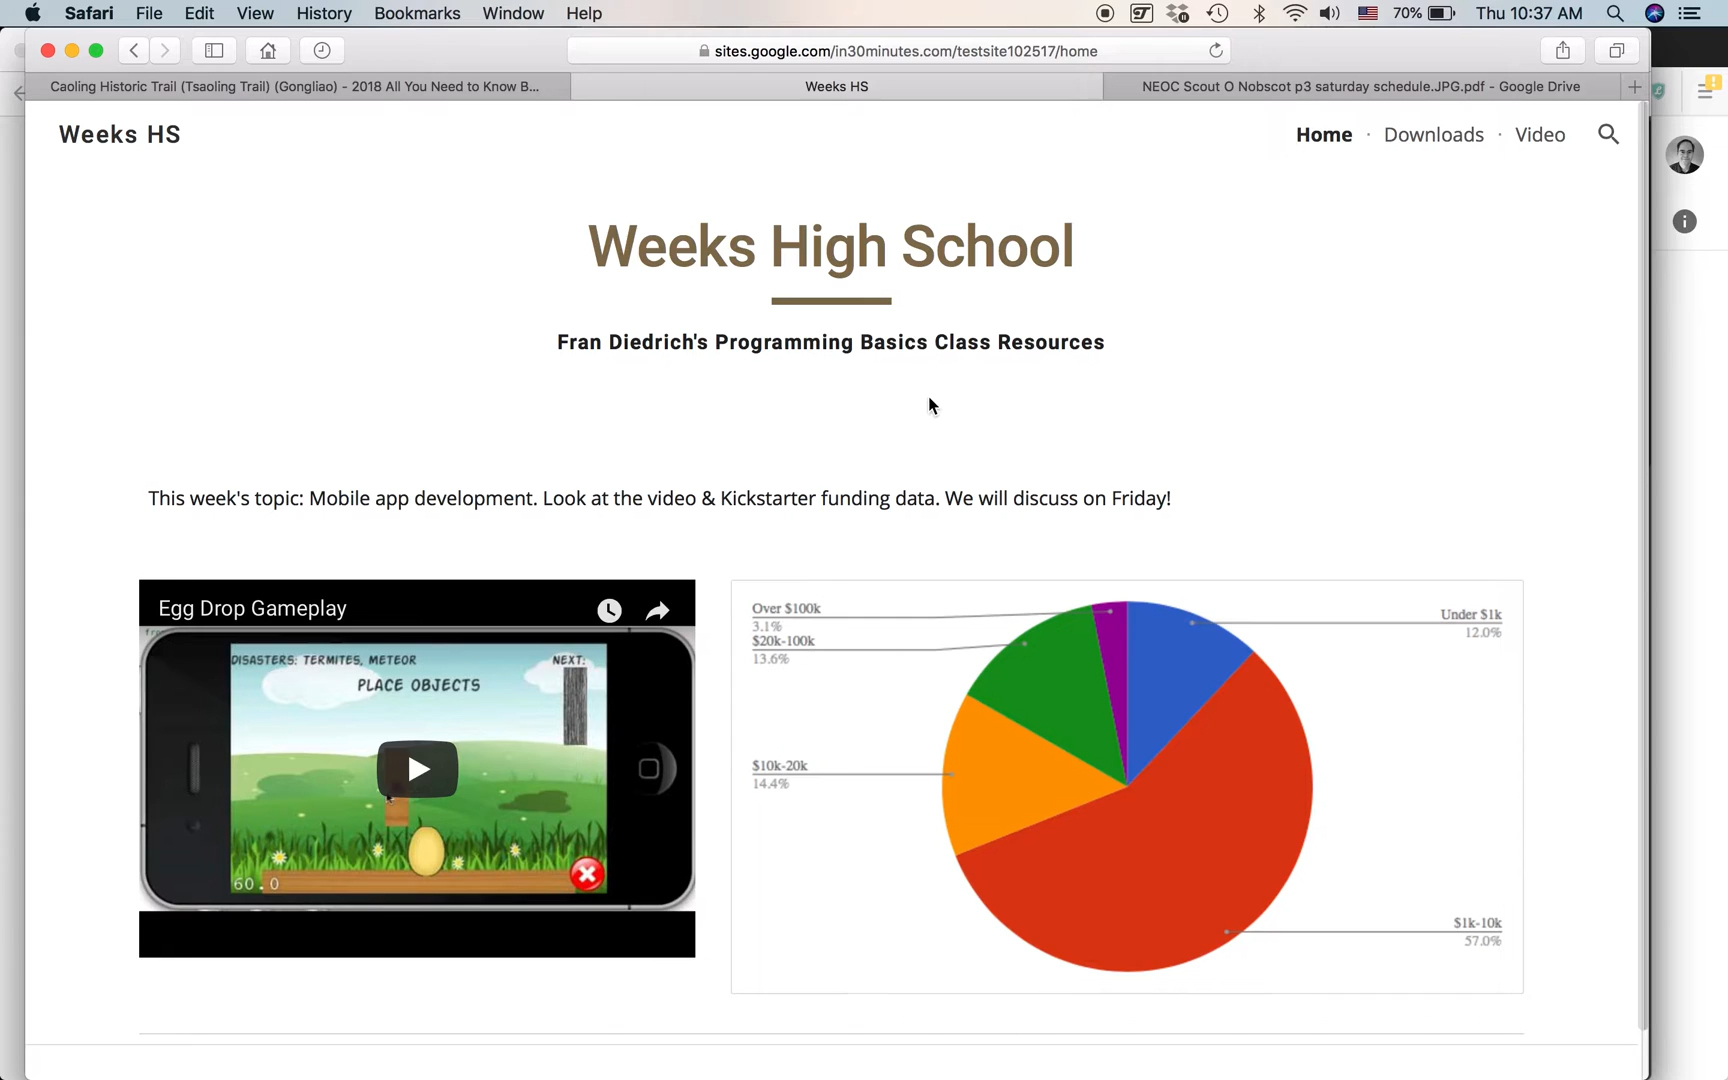 Safari File Edit View History Bookmarks Window Help 70% Thu 10:37 AM
sites.google.com/in30minutes.com/testsite102517/home
Caoling Historic Trail (Tsaoling Trail) (Gongliao) - 2018 All You Need to Know B... Weeks HS NEOC Scout O Nobscot p3 saturday schedule.JPG.pdf - Google Drive
Weeks HS Home · Downloads · Video
Weeks High School
Fran Diedrich's Programming Basics Class Resources
This week's topic: Mobile app development. Look at the video & Kickstarter funding data. We will discuss on Friday!
Egg Drop Gameplay
DISASTERS: TERMITES, METEOR NEXT:
PLACE OBJECTS
60.0
Over $100k
3.1%
$20k-100k
13.6%
$10k-20k
14.4%
Under $1k
12.0%
$1k-10k
57.0%